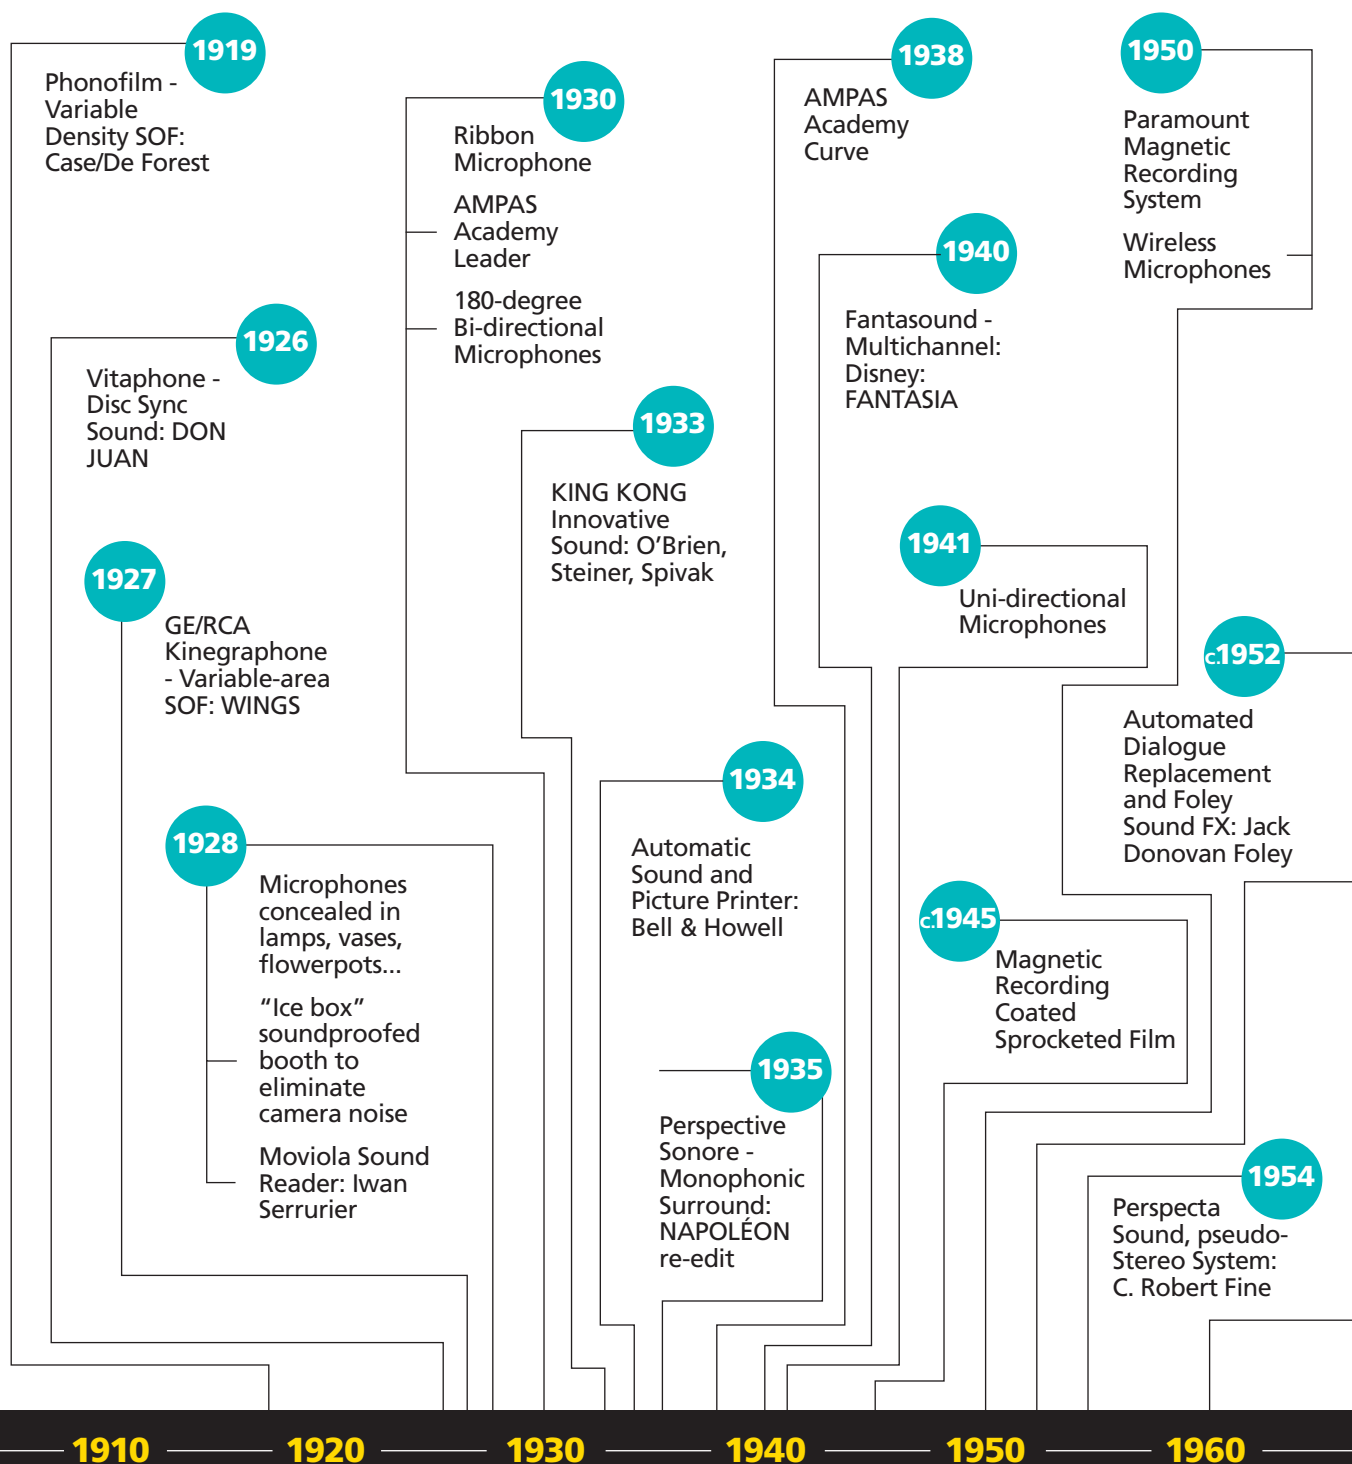 1919
Phonofilm -
Variable
Density SOF:
Case/De Forest
1926
Vitaphone -
Disc Sync
Sound: DON
JUAN
1927
GE/RCA
Kinegraphone
- Variable-area
SOF: WINGS
1928
Microphones
concealed in
lamps, vases,
flowerpots...
“Ice box”
soundproofed
booth to
eliminate
camera noise
Moviola Sound
Reader: Iwan
Serrurier
1930
Ribbon
Microphone
AMPAS
Academy
Leader
180-degree
Bi-directional
Microphones
1933
KING KONG
Innovative
Sound: O’Brien,
Steiner, Spivak
1934
Automatic
Sound and
Picture Printer:
Bell & Howell
1935
Perspective
Sonore -
Monophonic
Surround:
NAPOLÉON
re-edit
1938
AMPAS
Academy
Curve
1940
Fantasound -
Multichannel:
Disney:
FANTASIA
1941
Uni-directional
Microphones
c.1945
Magnetic
Recording
Coated
Sprocketed Film
1950
Paramount
Magnetic
Recording
System
Wireless
Microphones
c.1952
Automated
Dialogue
Replacement
and Foley
Sound FX: Jack
Donovan Foley
1954
Perspecta
Sound, pseudo-
Stereo System:
C. Robert Fine
1910 1920 1930 1940 1950 1960